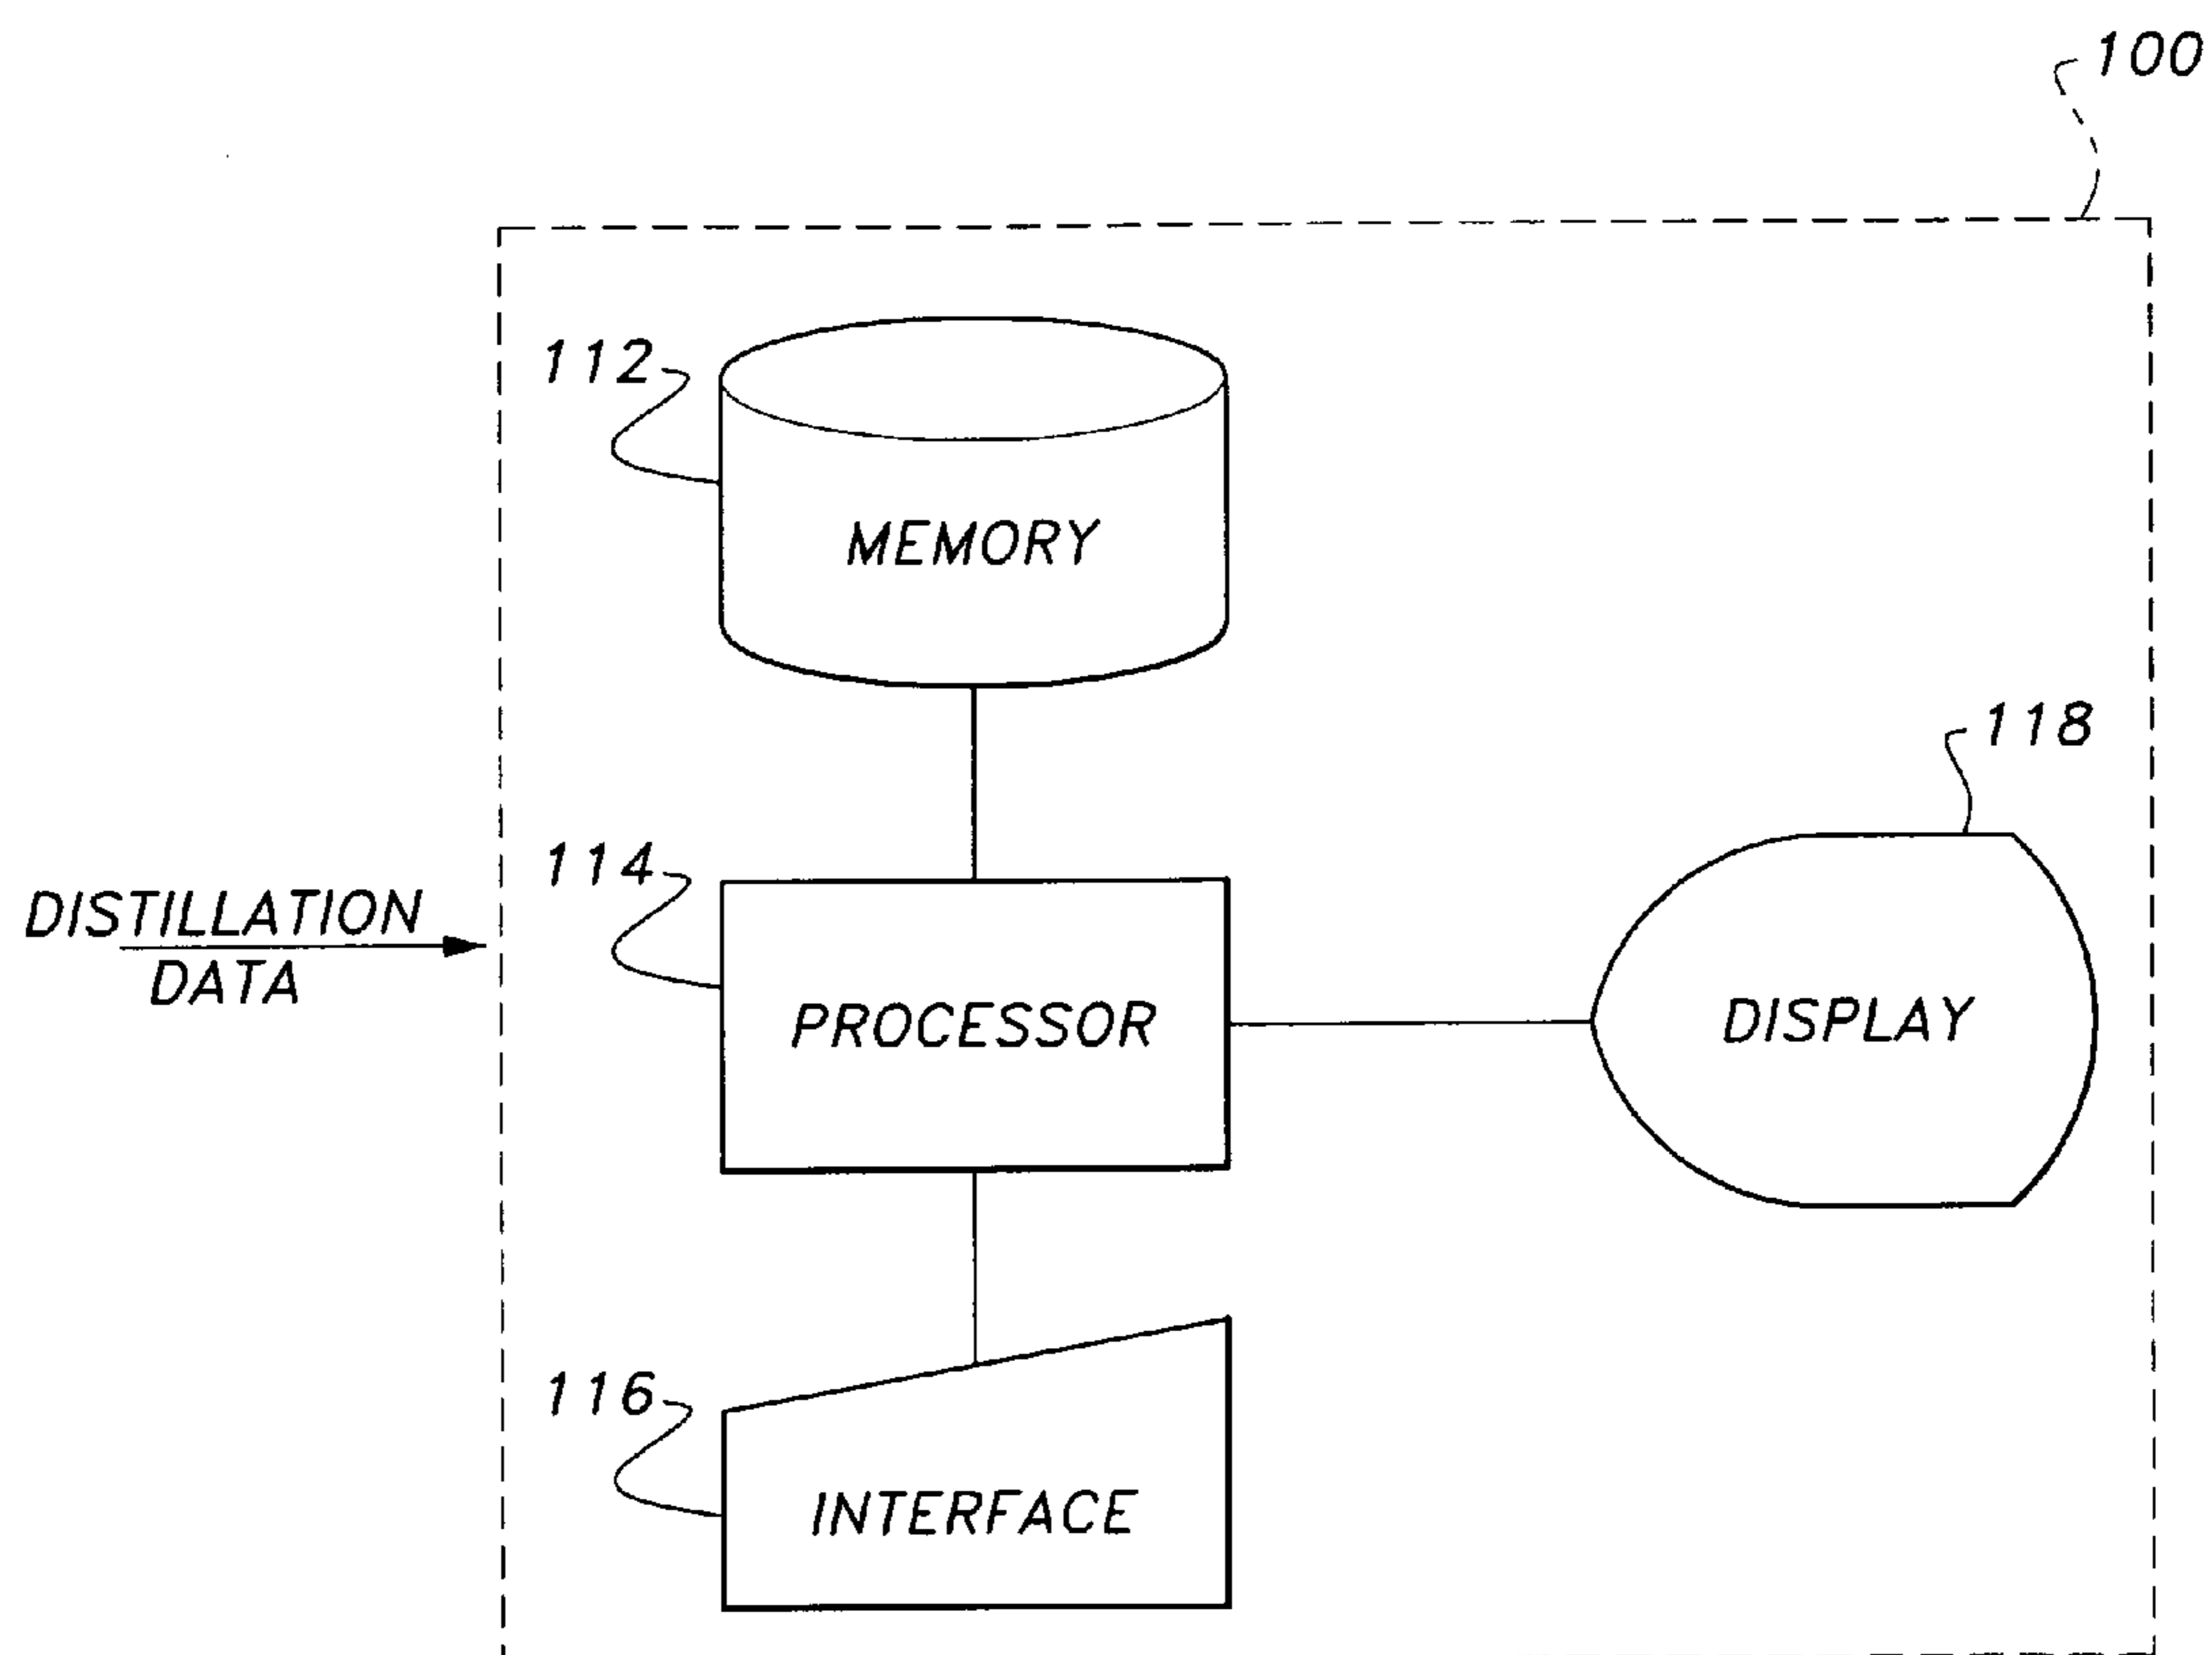 100
112
MEMORY
118
114
DISTILLATION
DATA
PROCESSOR
DISPLAY
116
INTERFACE